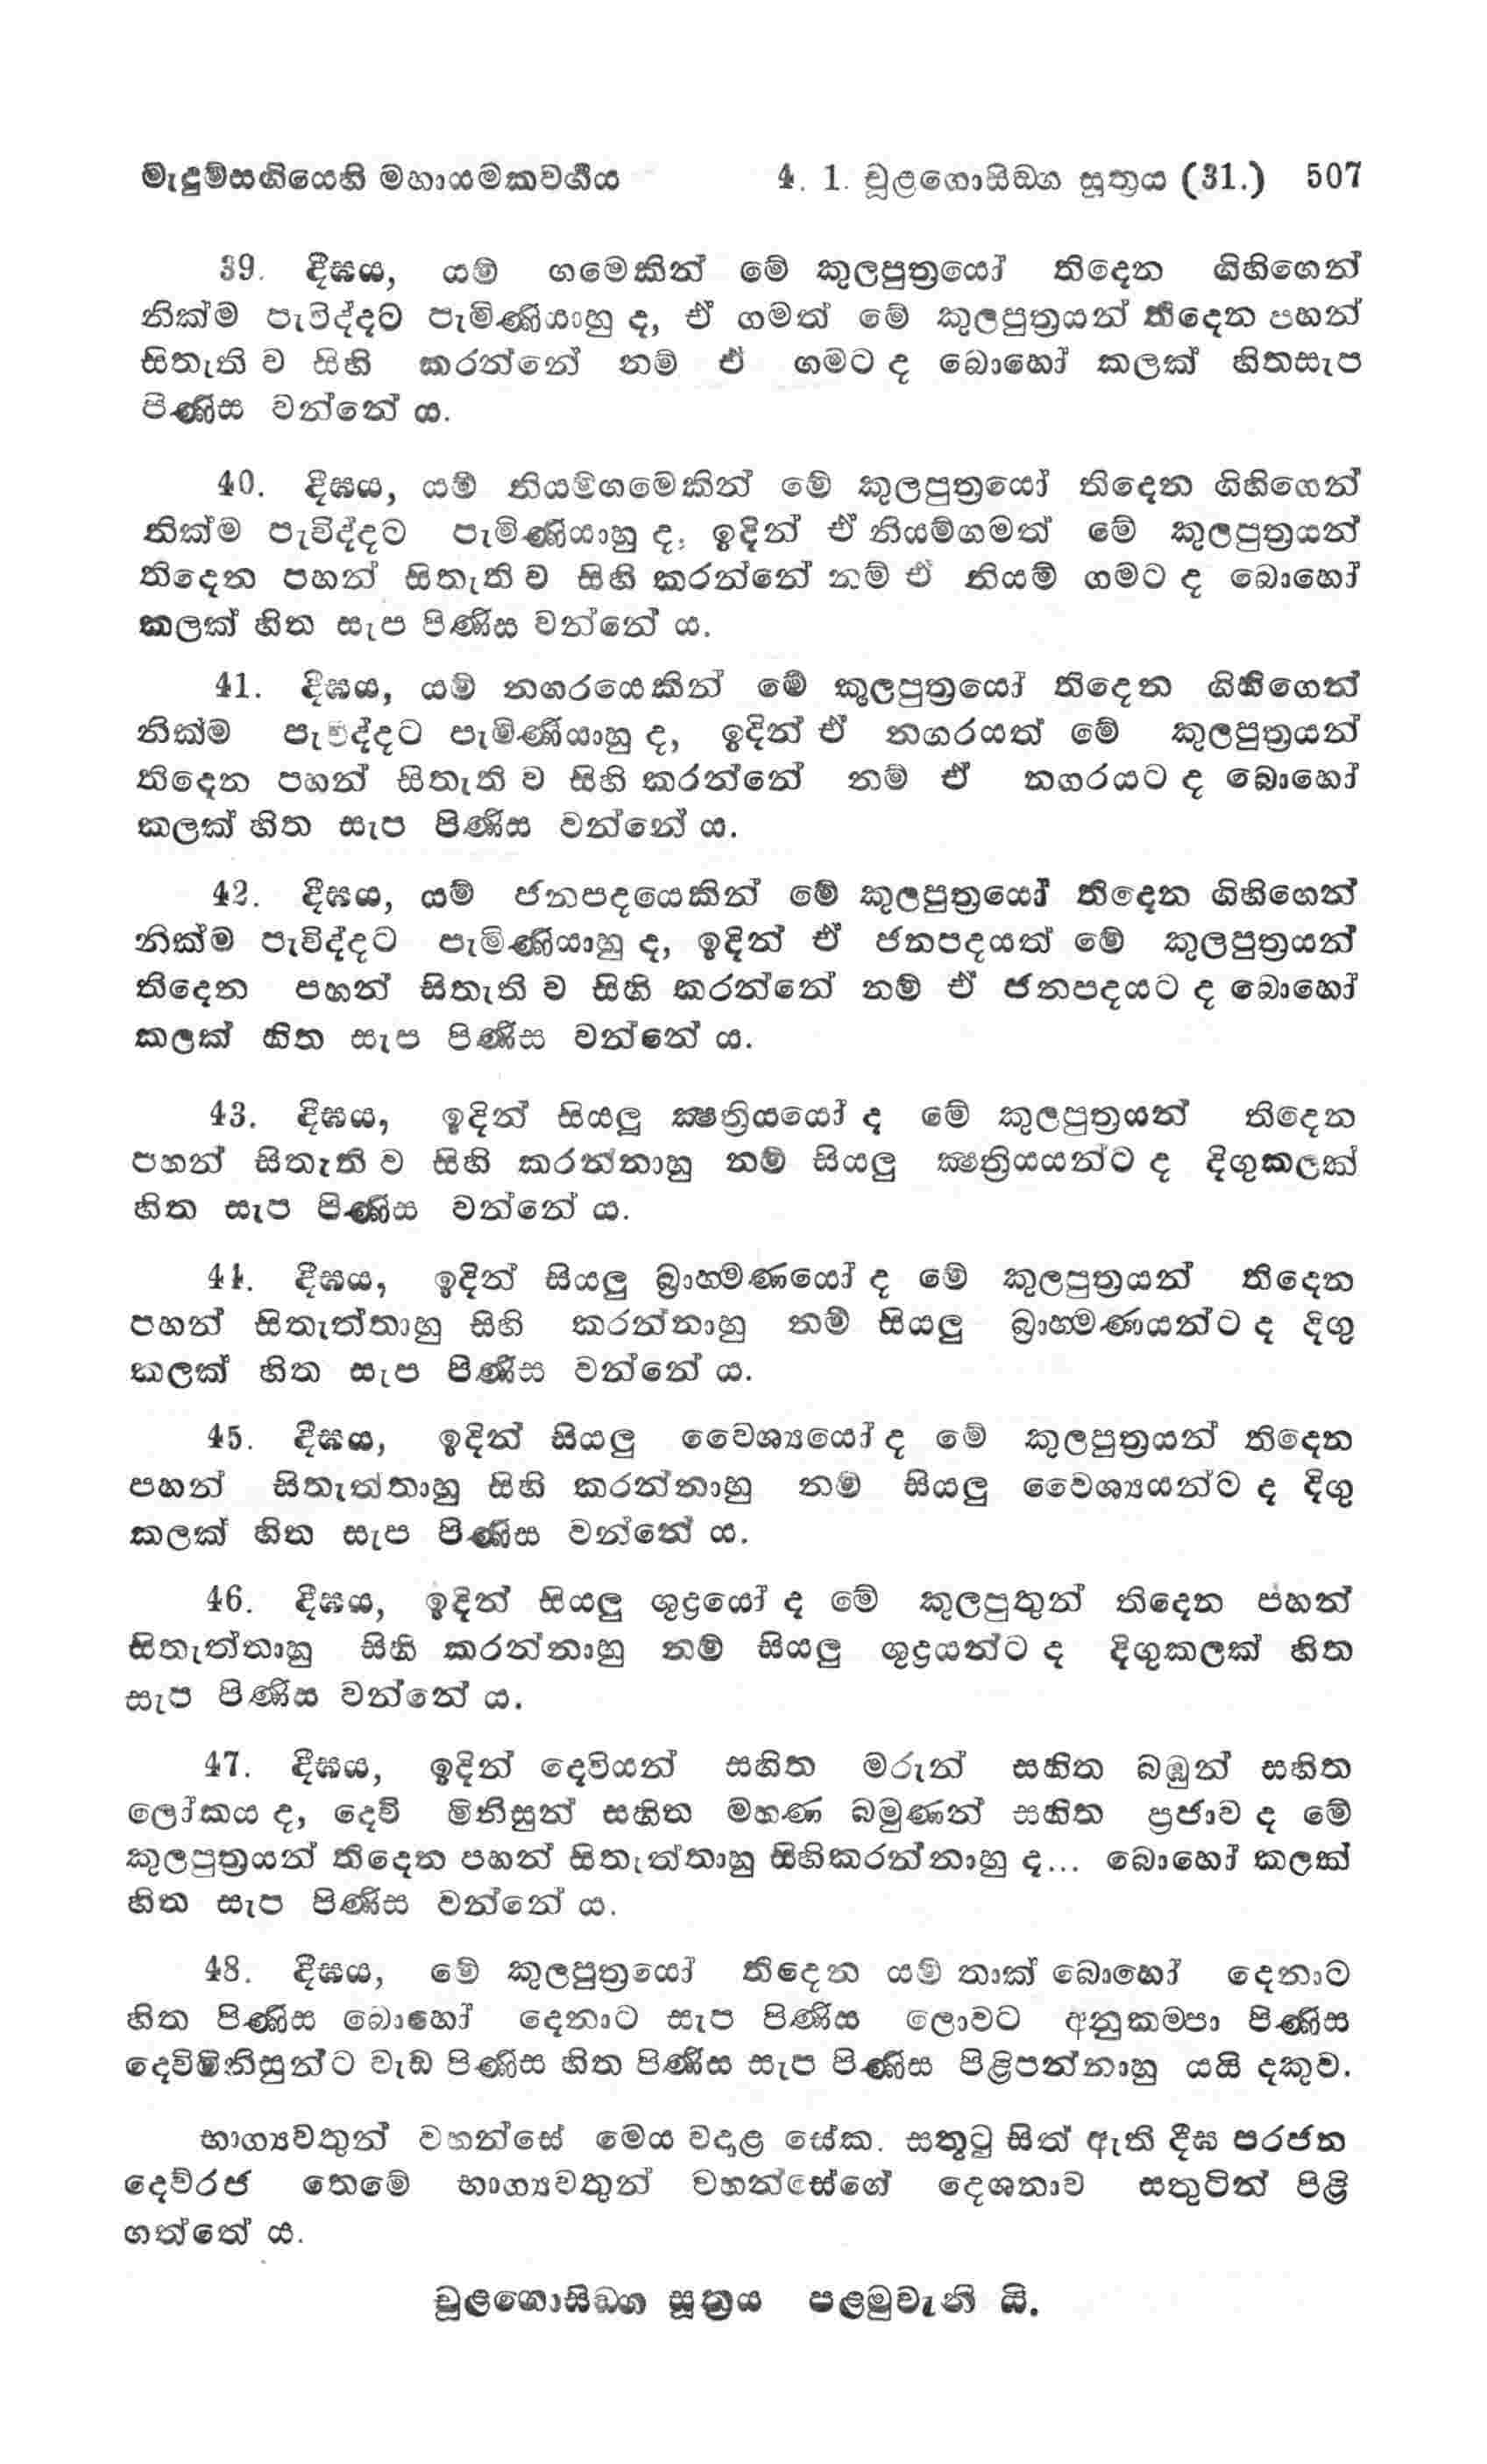 මැදුම්සඟියෙහි මහායමකවර්ගය 4. 1. චූළගොසිඞ්ග සූත්‍රය (31.) 507
39. දීඝය, යම් ගමෙකින් මේ කුලපුත්‍රයෝ තිදෙන ගිහිගෙන්
නික්ම පැවිද්දට පැමිණියාහු ද, ඒ ගමත් මේ කුලපුත්‍රයන් තිදෙන පහන්
සිතැති ව සිහි කරන්නේ නම් ඒ ගමට ද බොහෝ කලක් හිතසැප
පිණිස වන්නේ ය.
40. දීඝය, යම් නියම්ගමෙකින් මේ කුලපුත්‍රයෝ තිදෙන ගිහිගෙන්
නික්ම පැවිද්දට පැමිණියාහු ද, ඉදින් ඒ නියම්ගමත් මේ කුලපුත්‍රයන්
තිදෙන පහන් සිතැති ව සිහි කරන්නේ නම් ඒ නියම් ගමට ද බොහෝ
කලක් හිත සැප පිණිස වන්නේ ය.
41. දීඝය, යම් නගරයෙකින් මේ කුලපුත්‍රයෝ තිදෙන ගිහිගෙන්
නික්ම පැවිද්දට පැමිණියාහු ද, ඉදින් ඒ නගරයත් මේ කුලපුත්‍රයන්
තිදෙන පහන් සිතැති ව සිහි කරන්නේ නම් ඒ නගරයට ද බොහෝ
කලක් හිත සැප පිණිස වන්නේ ය.
42. දීඝය, යම් ජනපදයෙකින් මේ කුලපුත්‍රයෝ තිදෙන ගිහිගෙන්
නික්ම පැවිද්දට පැමිණියාහු ද, ඉදින් ඒ ජනපදයත් මේ කුලපුත්‍රයන්
තිදෙන පහන් සිතැති ව සිහි කරන්නේ නම් ඒ ජනපදයට ද බොහෝ
කලක් හිත සැප පිණිස වන්නේ ය.
43. දීඝය, ඉදින් සියලු ක්‍ෂත්‍රියයෝ ද මේ කුලපුත්‍රයන් තිදෙන
පහන් සිතැති ව සිහි කරන්නාහු නම් සියලු ක්‍ෂත්‍රියයන්ට ද දිගුකලක්
හිත සැප පිණිස වන්නේ ය.
44. දීඝය, ඉදින් සියලු බ්‍රාහ්මණයෝ ද මේ කුලපුත්‍රයන් තිදෙන
පහන් සිතැත්තාහු සිහි කරන්නාහු නම් සියලු බ්‍රාහ්මණයන්ට ද දිගු
කලක් හිත සැප පිණිස වන්නේ ය.
45. දීඝය, ඉදින් සියලු වෛශ්‍යයෝ ද මේ කුලපුත්‍රයන් තිදෙන
පහන් සිතැත්තාහු සිහි කරන්නාහු නම් සියලු වෛශ්‍යයන්ට ද දිගු
කලක් හිත සැප පිණිස වන්නේ ය.
46. දීඝය, ඉදින් සියලු ශුද්‍රයෝ ද මේ කුලපුතුන් තිදෙන පහන්
සිතැත්තාහු සිහි කරන්නාහු නම් සියලු ශුද්‍රයන්ට ද දිගුකලක් හිත
සැප පිණිස වන්නේ ය.
47. දීඝය, ඉදින් දෙවියන් සහිත මරුන් සහිත බඹුන් සහිත
ලෝකය ද, දෙව් මිනිසුන් සහිත මහණ බමුණන් සහිත ප්‍රජාව ද මේ
කුලපුත්‍රයන් තිදෙන පහන් සිතැත්තාහු සිහිකරන්නාහු ද... බොහෝ කලක්
හිත සැප පිණිස වන්නේ ය.
48. දීඝය, මේ කුලපුත්‍රයෝ තිදෙන යම් තාක් බොහෝ දෙනාට
හිත පිණිස බොහෝ දෙනාට සැප පිණිස ලොවට අනුකම්පා පිණිස
දෙව්මිනිසුන්ට වැඩ පිණිස හිත පිණිස සැප පිණිස පිළිපන්නාහු යයි දකුව.
භාග්‍යවතුන් වහන්සේ මෙය වදාළ සේක. සතුටු සිත් ඇති දීඝ පරජන
දෙව්රජ තෙමේ භාග්‍යවතුන් වහන්සේගේ දෙශනාව සතුටින් පිළි
ගත්තේ ය.
චූළගොසිඞ්ග සූත්‍රය පළමුවැනි යි.